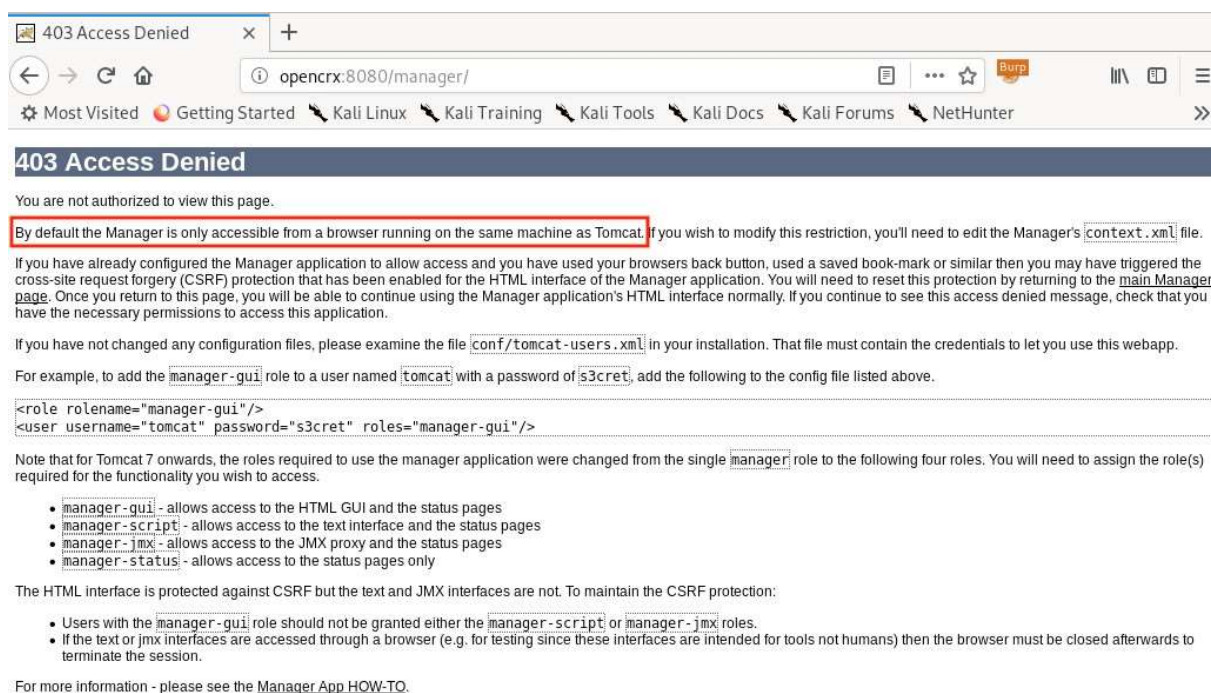 403 Access Denied
opencrx:8080/manager/
Burp
Most Visited Getting Started Kali Linux Kali Training Kali Tools Kali Docs Kali Forums NetHunter
403 Access Denied
You are not authorized to view this page.
By default the Manager is only accessible from a browser running on the same machine as Tomcat. If you wish to modify this restriction, you'll need to edit the Manager's context.xml file.
If you have already configured the Manager application to allow access and you have used your browsers back button, used a saved book-mark or similar then you may have triggered the
cross-site request forgery (CSRF) protection that has been enabled for the HTML interface of the Manager application. You will need to reset this protection by returning to the main Manager
page. Once you return to this page, you will be able to continue using the Manager application's HTML interface normally. If you continue to see this access denied message, check that you
have the necessary permissions to access this application.
If you have not changed any configuration files, please examine the file conf/tomcat-users.xml in your installation. That file must contain the credentials to let you use this webapp.
For example, to add the manager-gui role to a user named tomcat with a password of s3cret, add the following to the config file listed above.
<role rolename="manager-gui"/>
<user username="tomcat" password="s3cret" roles="manager-gui"/>
Note that for Tomcat 7 onwards, the roles required to use the manager application were changed from the single manager role to the following four roles. You will need to assign the role(s)
required for the functionality you wish to access.
• manager-gui - allows access to the HTML GUI and the status pages
• manager-script - allows access to the text interface and the status pages
• manager-jmx - allows access to the JMX proxy and the status pages
• manager-status - allows access to the status pages only
The HTML interface is protected against CSRF but the text and JMX interfaces are not. To maintain the CSRF protection:
• Users with the manager-gui role should not be granted either the manager-script or manager-jmx roles.
• If the text or jmx interfaces are accessed through a browser (e.g. for testing since these interfaces are intended for tools not humans) then the browser must be closed afterwards to
terminate the session.
For more information - please see the Manager App HOW-TO.